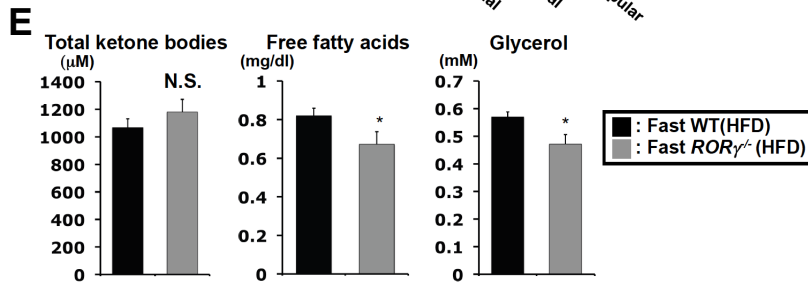 E
Total ketone bodies
(μM)
1400
1200
1000
800
600
400
200
0
N.S.
Free fatty acids
(mg/dl)
1
0.8
0.6
0.4
0.2
0
*
Glycerol
(mM)
0.7
0.6
0.5
0.4
0.3
0.2
0.1
0
*
: Fast WT(HFD)
: Fast RORγ-/- (HFD)